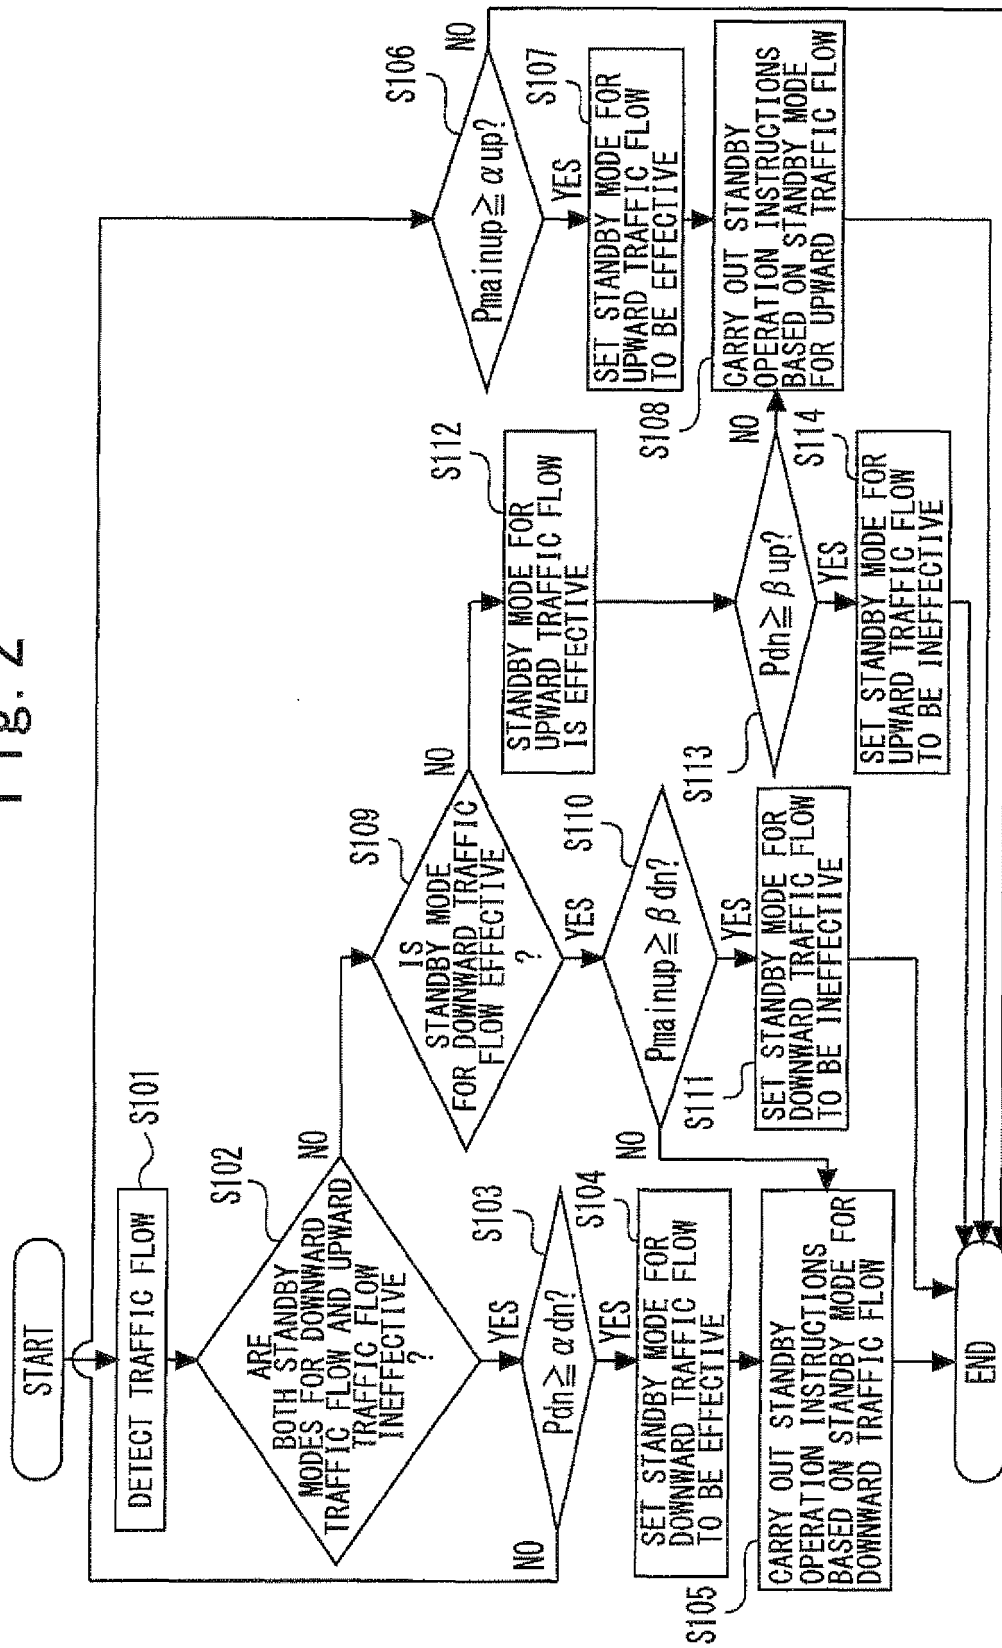 Fig. 2
START
DETECT TRAFFIC FLOW
S101
ARE
BOTH STANDBY
MODES FOR DOWNWARD
TRAFFIC FLOW AND UPWARD
TRAFFIC FLOW
INEFFECTIVE
?
S102
NO
YES
Pdn≧αdn?
S103
NO
YES
SET STANDBY MODE FOR
DOWNWARD TRAFFIC FLOW
TO BE EFFECTIVE
S104
CARRY OUT STANDBY
OPERATION INSTRUCTIONS
BASED ON STANDBY MODE FOR
DOWNWARD TRAFFIC FLOW
S105
Pmainup≧αup?
S106
NO
YES
SET STANDBY MODE FOR
UPWARD TRAFFIC FLOW
TO BE EFFECTIVE
S107
CARRY OUT STANDBY
OPERATION INSTRUCTIONS
BASED ON STANDBY MODE
FOR UPWARD TRAFFIC FLOW
S108
IS
STANDBY MODE
FOR DOWNWARD TRAFFIC
FLOW EFFECTIVE
?
S109
NO
YES
Pmainup≧βdn?
S110
NO
YES
SET STANDBY MODE FOR
DOWNWARD TRAFFIC FLOW
TO BE INEFFECTIVE
S111
STANDBY MODE FOR
UPWARD TRAFFIC FLOW
IS EFFECTIVE
S112
Pdn≧βup?
S113
NO
YES
SET STANDBY MODE FOR
UPWARD TRAFFIC FLOW
TO BE INEFFECTIVE
S114
END